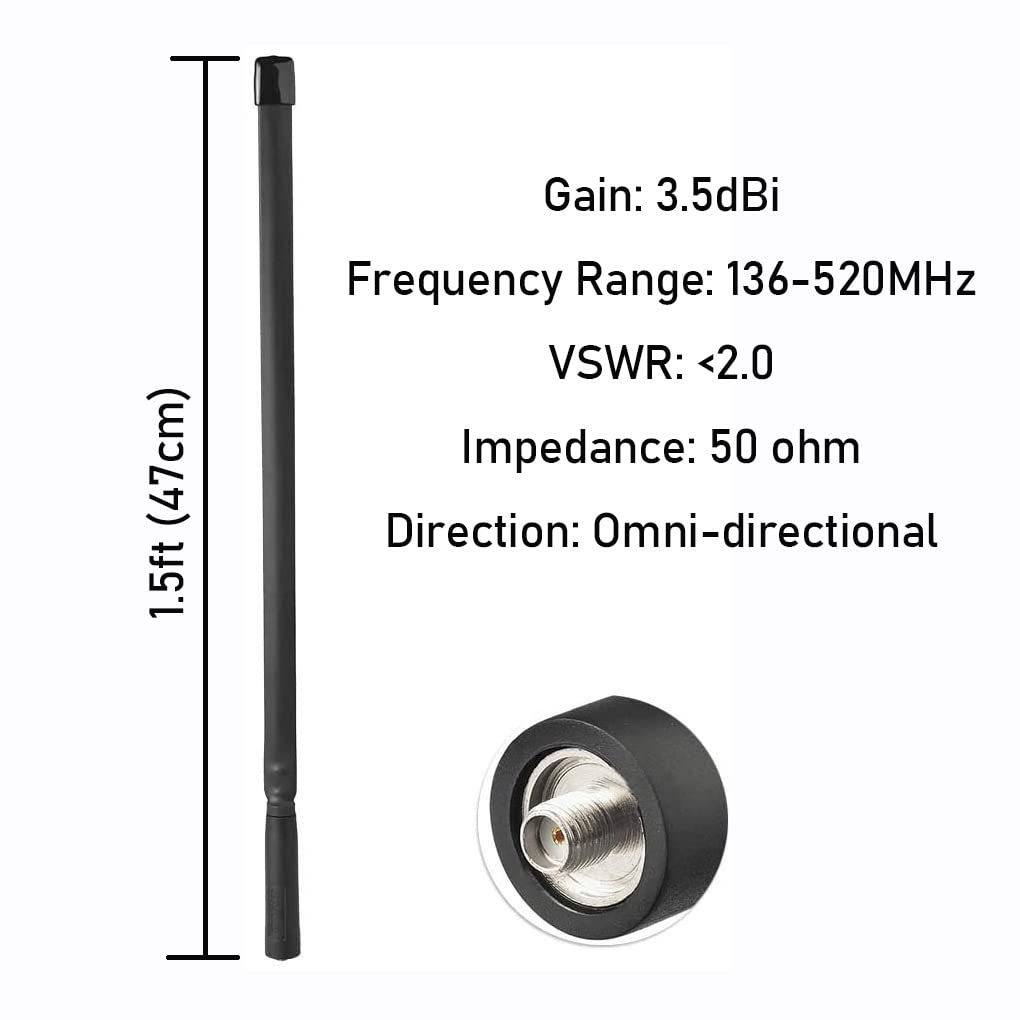 1.5ft (47cm)
Gain: 3.5dBi
Frequency Range: 136-520MHz
VSWR: <2.0
Impedance: 50 ohm
Direction: Omni-directional